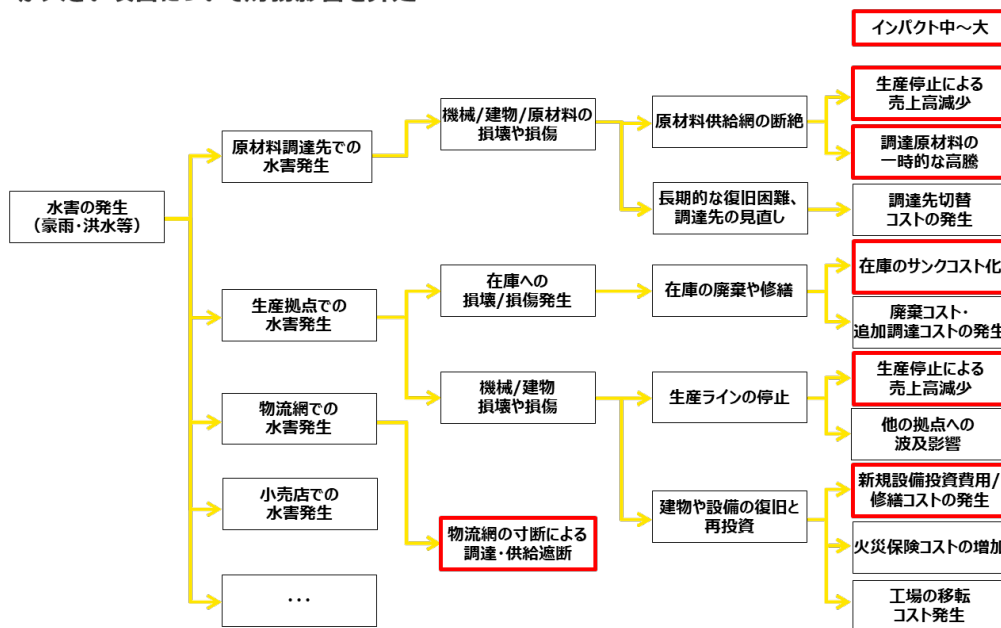 インパクト中～大
水害の発生
（豪雨・洪水等）
原材料調達先での
水害発生
機械/建物/原材料の
損壊や損傷
原材料供給網の断絶
生産停止による
売上高減少
調達原材料の
一時的な高騰
長期的な復旧困難、
調達先の見直し
調達先切替
コストの発生
生産拠点での
水害発生
在庫への
損壊/損傷発生
在庫の廃棄や修繕
在庫のサンクコスト化
廃棄コスト・
追加調達コストの発生
機械/建物
損壊や損傷
生産ラインの停止
生産停止による
売上高減少
他の拠点への
波及影響
建物や設備の復旧と
再投資
新規設備投資費用/
修繕コストの発生
火災保険コストの増加
工場の移転
コスト発生
物流網での
水害発生
物流網の寸断による
調達・供給遮断
小売店での
水害発生
・・・